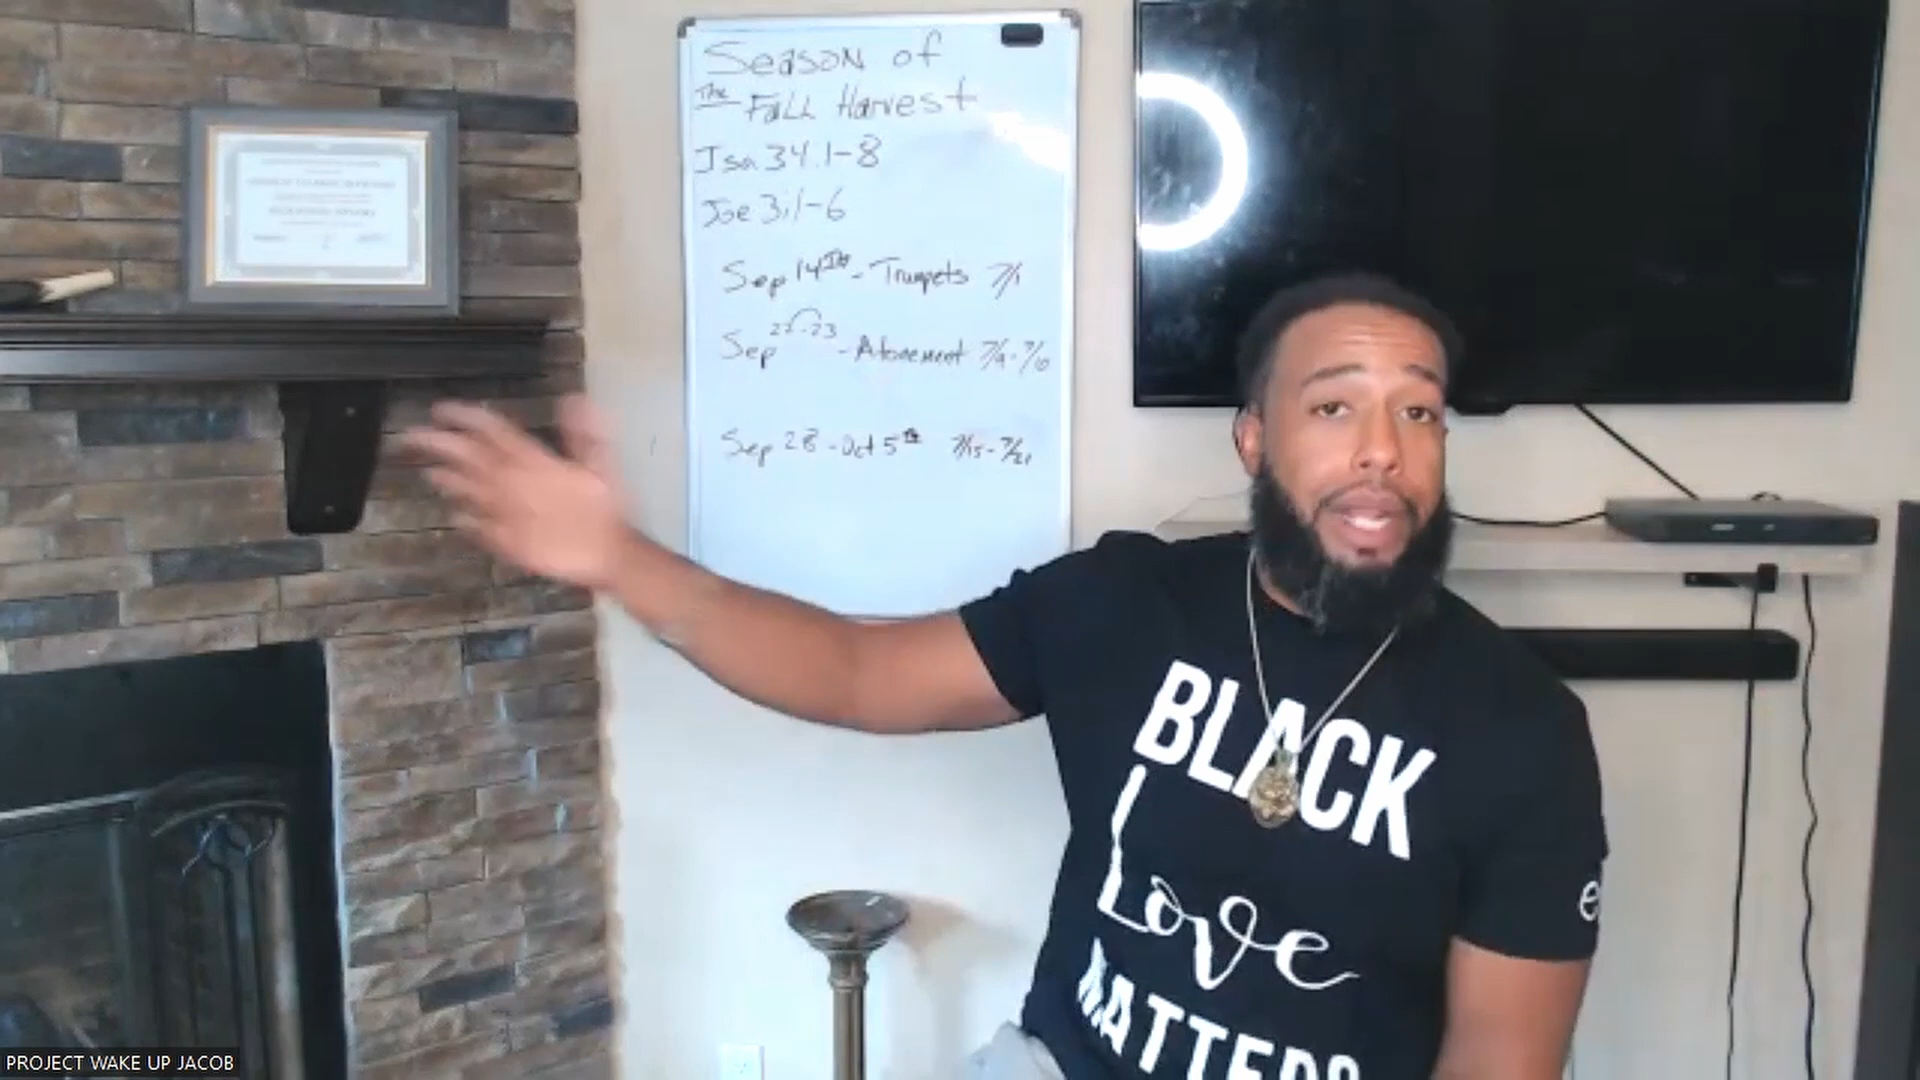 Season of
The Fall Harvest
Isa 34.1-8
Joe 3:1-6
Sep 14th - Trumpets 7/1
Sep 22-23 - Atonement 7/9-7/10
Sep 28 - Oct 5th 7/15-7/21
BLACK
Love
MATTERS
PROJECT WAKE UP JACOB